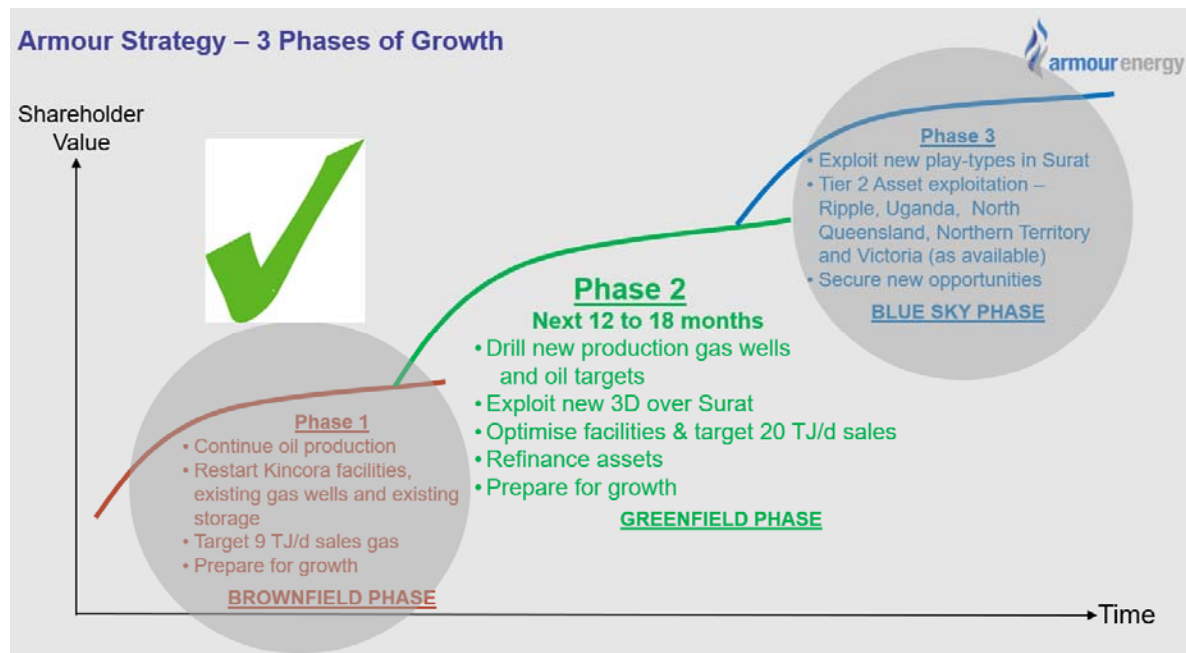 Armour Strategy – 3 Phases of Growth
armourenergy
Shareholder
Value
Phase 3
• Exploit new play-types in Surat
• Tier 2 Asset exploitation –
Ripple, Uganda, North
Queensland, Northern Territory
and Victoria (as available)
• Secure new opportunities
BLUE SKY PHASE
Phase 2
Next 12 to 18 months
• Drill new production gas wells
and oil targets
• Exploit new 3D over Surat
• Optimise facilities & target 20 TJ/d sales
• Refinance assets
• Prepare for growth
GREENFIELD PHASE
Phase 1
• Continue oil production
• Restart Kincora facilities,
existing gas wells and existing
storage
• Target 9 TJ/d sales gas
• Prepare for growth
BROWNFIELD PHASE
Time